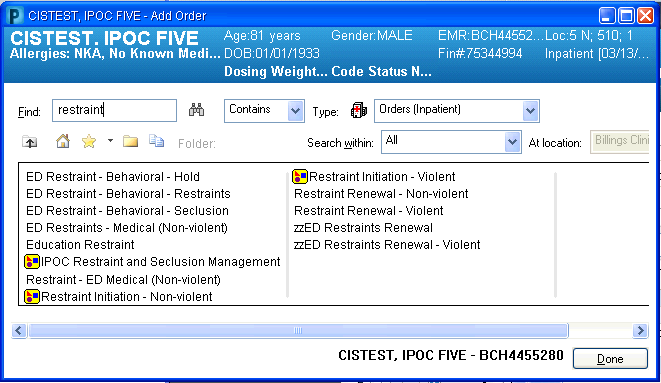 CISTEST, IPOC FIVE - Add Order
CISTEST, IPOC FIVE Age:81 years Gender:MALE EMR:BCH44552... Loc:5 N; 510; 1
Allergies: NKA, No Known Medi... DOB:01/01/1933 Fin#:75344994 Inpatient [03/13/...
Dosing Weight... Code Status N...
Find: restraint Contains Type: Orders (Inpatient)
Folder: Search within: All At location: Billings Clini
ED Restraint - Behavioral - Hold
ED Restraint - Behavioral - Restraints
ED Restraint - Behavioral - Seclusion
ED Restraints - Medical (Non-violent)
Education Restraint
IPOC Restraint and Seclusion Management
Restraint - ED Medical (Non-violent)
Restraint Initiation - Non-violent
Restraint Initiation - Violent
Restraint Renewal - Non-violent
Restraint Renewal - Violent
zzED Restraints Renewal
zzED Restraints Renewal - Violent
CISTEST, IPOC FIVE - BCH4455280 Done